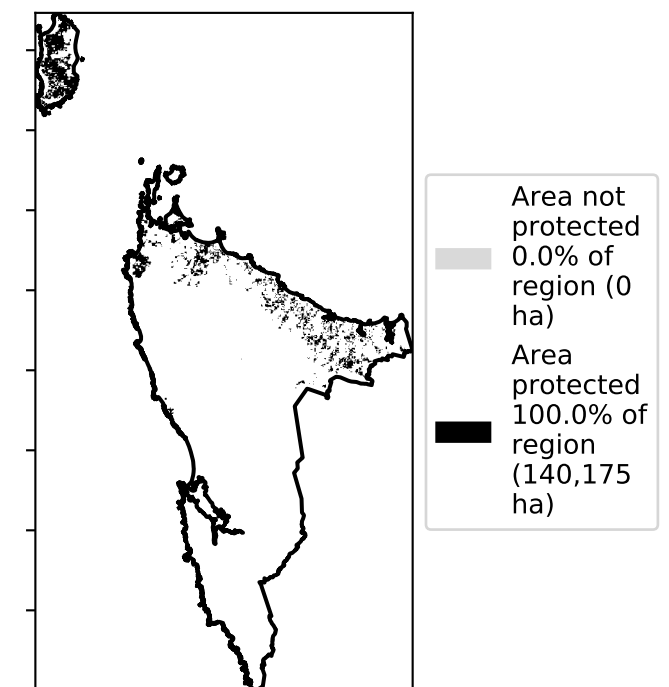 Area not
protected
0.0% of
region (0
ha)
Area
protected
100.0% of
region
(140,175
ha)